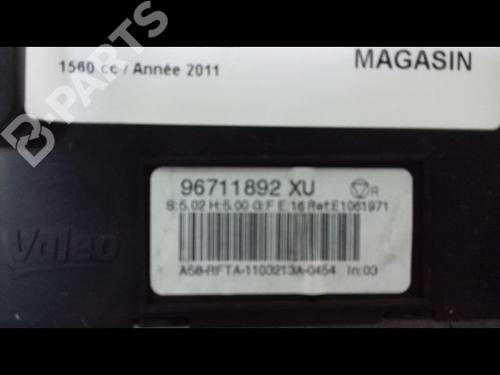 1560 cc / Année 2011
MAGASIN
B-PARTS
96711892 XU R
S:5.02 H:5.00 G:F E:16 Ref:E1061971
Valeo
A58-RFTA-1103213A-0454 In:03